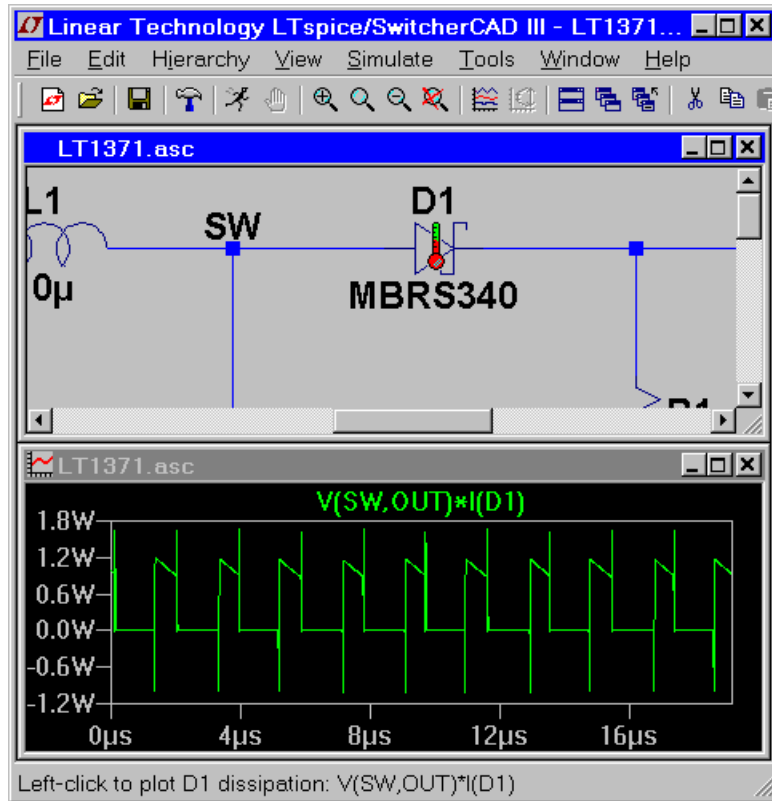 Linear Technology LTspice/SwitcherCAD III - LT1371...
File Edit Hierarchy View Simulate Tools Window Help
LT1371.asc
L1
SW
D1
0µ
MBRS340
LT1371.asc
V(SW,OUT)*I(D1)
1.8W
1.2W
0.6W
0.0W
-0.6W
-1.2W
0µs 4µs 8µs 12µs 16µs
Left-click to plot D1 dissipation: V(SW,OUT)*I(D1)